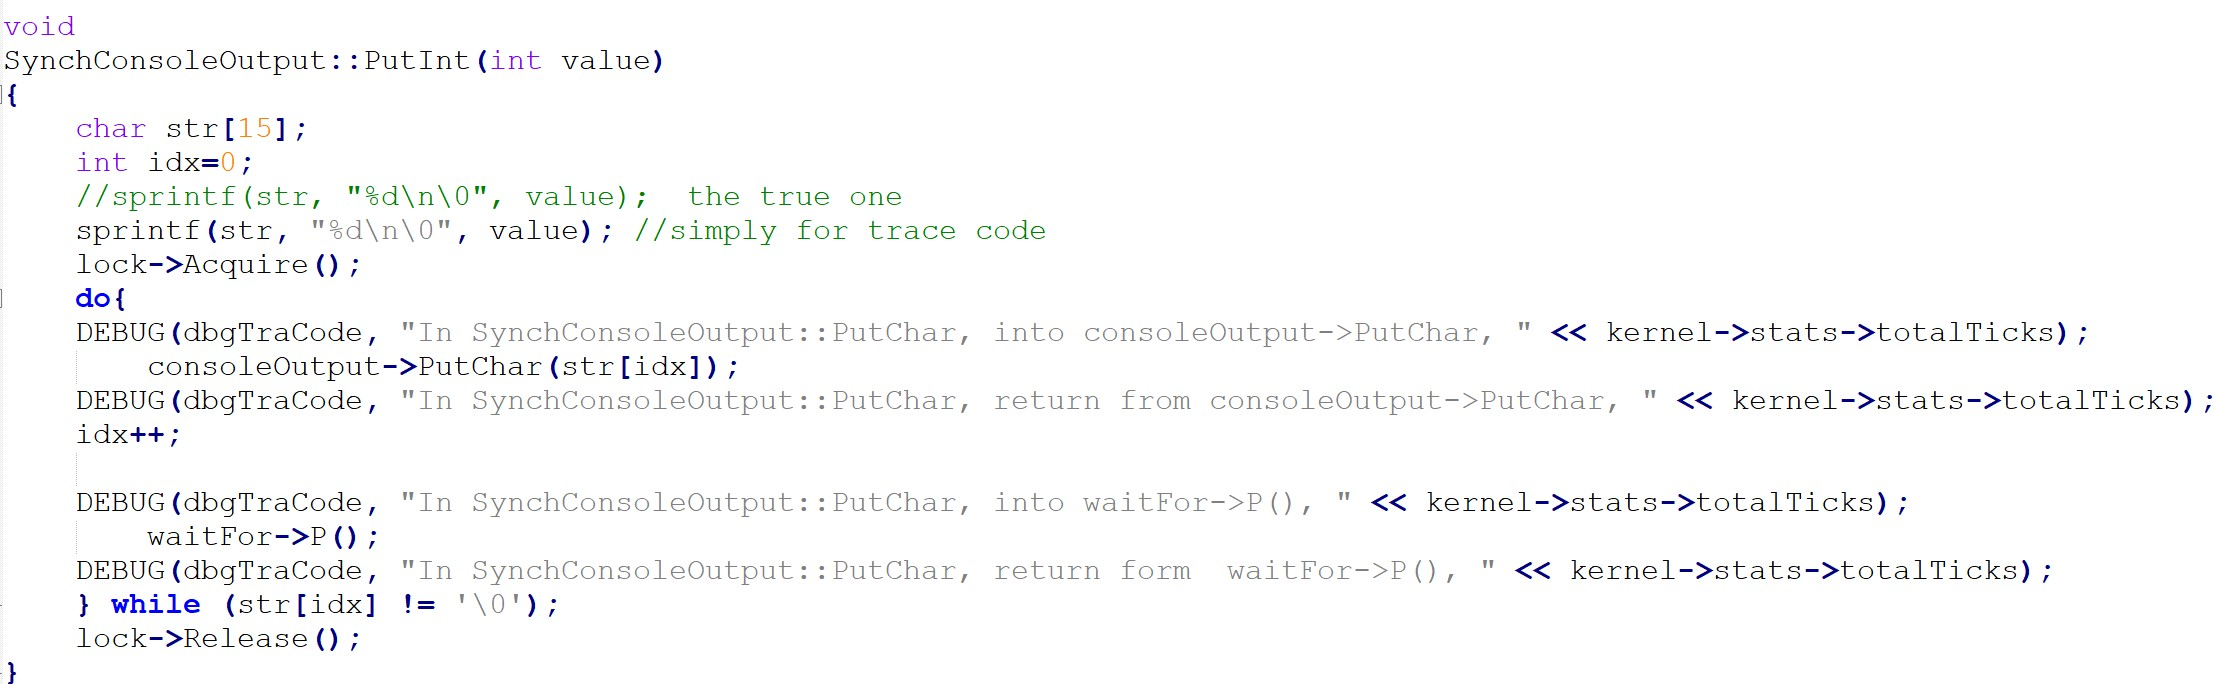 void
SynchConsoleOutput::PutInt(int value)
{
    char str[15];
    int idx=0;
    //sprintf(str, "%d\n\0", value);  the true one
    sprintf(str, "%d\n\0", value); //simply for trace code
    lock->Acquire();
    do{
    DEBUG(dbgTraCode, "In SynchConsoleOutput::PutChar, into consoleOutput->PutChar, " << kernel->stats->totalTicks);
        consoleOutput->PutChar(str[idx]);
    DEBUG(dbgTraCode, "In SynchConsoleOutput::PutChar, return from consoleOutput->PutChar, " << kernel->stats->totalTicks);
    idx++;

    DEBUG(dbgTraCode, "In SynchConsoleOutput::PutChar, into waitFor->P(), " << kernel->stats->totalTicks);
        waitFor->P();
    DEBUG(dbgTraCode, "In SynchConsoleOutput::PutChar, return form  waitFor->P(), " << kernel->stats->totalTicks);
    } while (str[idx] != '\0');
    lock->Release();
}